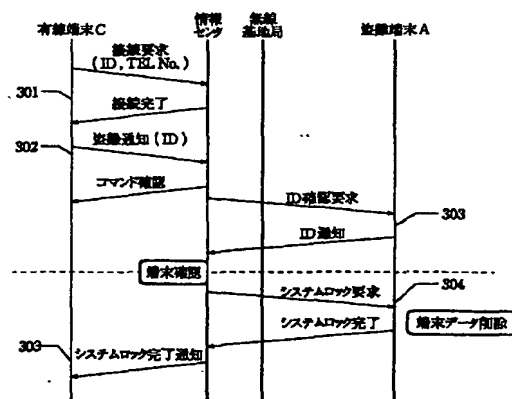 有線端末C
情報
センタ
無線
基地局
盗難端末A
接続要求
(ID, TEL No.)
301
接続完了
盗難通知(ID)
302
コマンド確認
ID確認要求
303
ID通知
端末確認
システムロック要求
304
システムロック完了
端末データ削除
303
システムロック完了通知